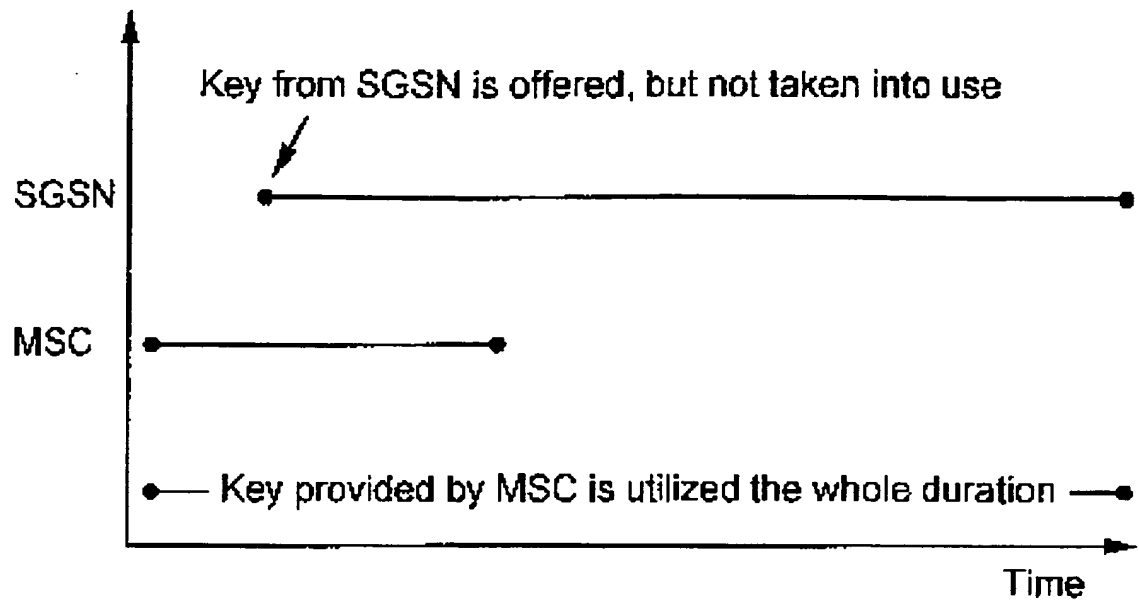 Key from SGSN is offered, but not taken into use
SGSN
MSC
Key provided by MSC is utilized the whole duration
Time